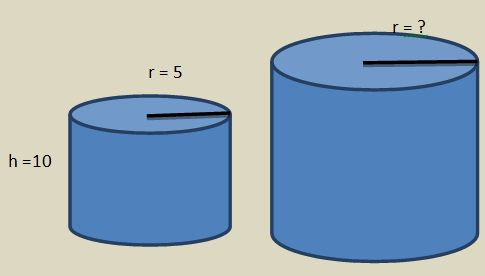 r = ?
r = 5
h =10